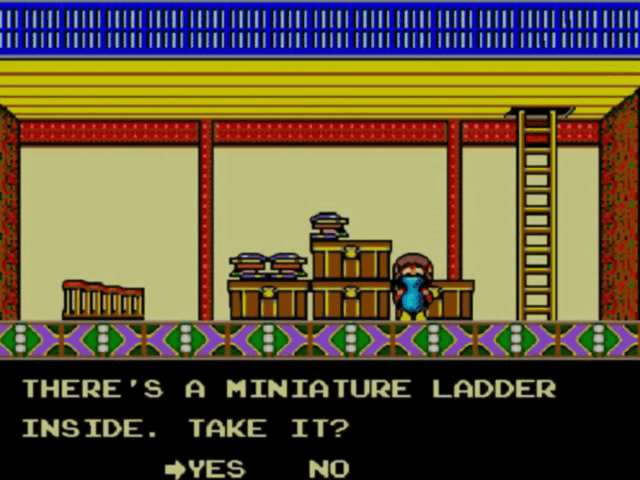 THERE'S A MINIATURE LADDER
INSIDE. TAKE IT?
➡YES NO